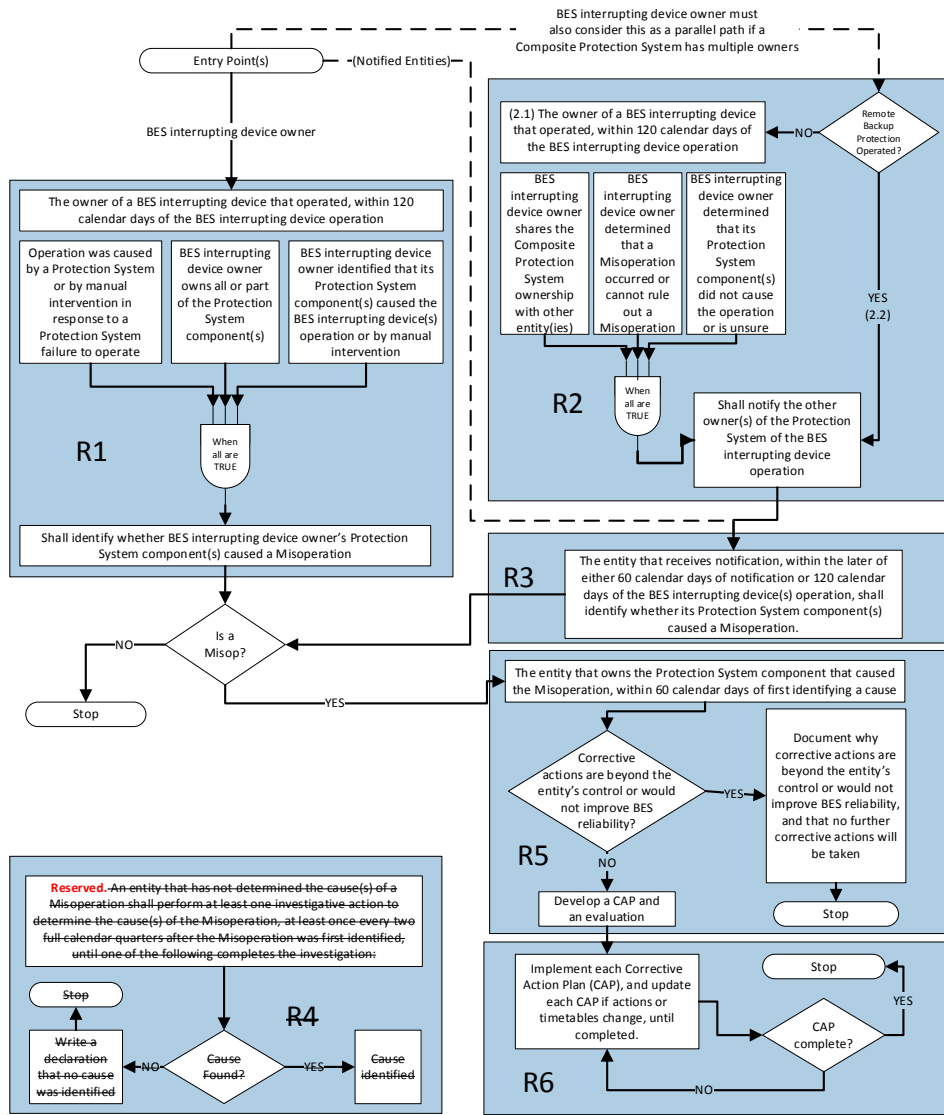 BES interrupting device owner must
also consider this as a parallel path if a
Composite Protection System has multiple owners
Entry Point(s)
(Notified Entities)
BES interrupting device owner
The owner of a BES interrupting device that operated, within 120
calendar days of the BES interrupting device operation
Operation was caused
by a Protection System
or by manual
intervention in
response to a
Protection System
failure to operate
BES interrupting
device owner
owns all or part
of the Protection
System
component(s)
BES interrupting device
owner identified that its
Protection System
component(s) caused the
BES interrupting device(s)
operation or by manual
intervention
R1
When
all are
TRUE
Shall identify whether BES interrupting device owner's Protection
System component(s) caused a Misoperation
Is a
Misop?
NO
Stop
YES
Remote
Backup
Protection
Operated?
NO
(2.1) The owner of a BES interrupting device
that operated, within 120 calendar days of
the BES interrupting device operation
BES
interrupting
device owner
shares the
Composite
Protection
System
ownership
with other
entity(ies)
BES
interrupting
device owner
determined
that a
Misoperation
occurred or
cannot rule
out a
Misoperation
BES
interrupting
device owner
determined
that its
Protection
System
component(s)
did not cause
the operation
or is unsure
YES
(2.2)
R2
When
all are
TRUE
Shall notify the other
owner(s) of the Protection
System of the BES
interrupting device
operation
R3
The entity that receives notification, within the later of
either 60 calendar days of notification or 120 calendar
days of the BES interrupting device(s) operation, shall
identify whether its Protection System component(s)
caused a Misoperation.
The entity that owns the Protection System component that caused
the Misoperation, within 60 calendar days of first identifying a cause
Corrective
actions are beyond the
entity's control or would
not improve BES
reliability?
YES
Document why
corrective actions are
beyond the entity's
control or would not
improve BES reliability,
and that no further
corrective actions will
be taken
Stop
R5
NO
Develop a CAP and
an evaluation
Implement each Corrective
Action Plan (CAP), and update
each CAP if actions or
timetables change, until
completed.
Stop
YES
CAP
complete?
NO
R6
Reserved. An entity that has not determined the cause(s) of a
Misoperation shall perform at least one investigative action to
determine the cause(s) of the Misoperation, at least once every two
full calendar quarters after the Misoperation was first identified,
until one of the following completes the investigation:
Stop
R4
Write a
declaration
that no cause
was identified
NO
Cause
Found?
YES
Cause
identified